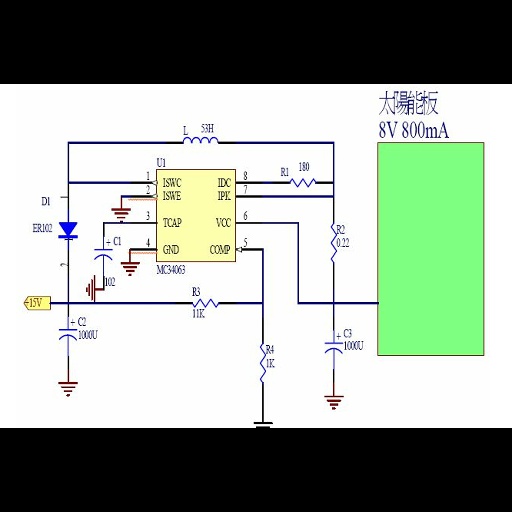 太陽能板
8V 800mA
L 53H
U1
R1 180
1 ISWC IDC 8
2 ISWE IPK 7
D1
3 TCAP VCC 6
ER102
R2
0.22
+ C1
4 GND COMP 5
MC34063
102
2
R3
15V
11K
+ C2
1000U
+ C3
1000U
R4
1K